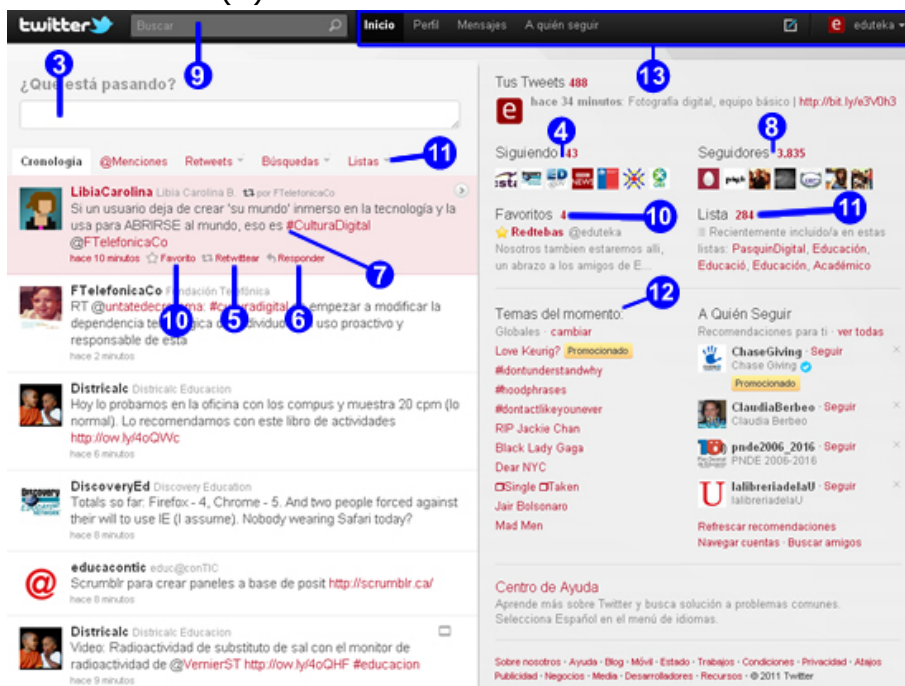 twitter Buscar Inicio Perfil Mensajes A quién seguir e eduteka
9
13
3
¿Qué está pasando?
Cronología @Menciones Retweets Búsquedas Listas 11
LibiaCarolina Libia Carolina B. por FTelefonicaCo
Si un usuario deja de crear 'su mundo' inmerso en la tecnología y la
usa para ABRIRSE al mundo, eso es #CulturaDigital
@FTelefonicaCo
hace 10 minutos Favorito Retwittear Responder
7
10 5 6
FTelefonicaCo Fundación Telefónica
RT @untatedecr ma: #culturadigital empezar a modificar la
dependencia te gica d individuo uso proactivo y
responsable de esta
hace 2 minutos
Districalc Districalc Educacion
Hoy lo probamos en la oficina con los compus y muestra 20 cpm (lo
normal). Lo recomendamos con este libro de actividades
http://ow.ly/4oQWc
hace 6 minutos
DiscoveryEd Discovery Education
Totals so far: Firefox - 4, Chrome - 5. And two people forced against
their will to use IE (I assume). Nobody wearing Safari today?
hace 8 minutos
educacontic educ@conTIC
Scrumblr para crear paneles a base de posit http://scrumblr.ca/
hace 8 minutos
Districalc Districalc Educacion
Video: Radioactividad de substituto de sal con el monitor de
radioactividad de @VernierST http://ow.ly/4oQHF #educacion
hace 9 minutos
Tus Tweets 488
e hace 34 minutos: Fotografía digital, equipo básico | http://bit.ly/e3V0h3
4
Siguiendo 43
8
Seguidores 3.835
Favoritos 4
10
Redtebas @eduteka
Nosotros tambien estaremos alli,
un abrazo a los amigos de E...
Lista 284
11
Recientemente incluido/a en estas
listas: PasquinDigital, Educación,
Educació, Educación, Académico
12
Temas del momento:
Globales · cambiar
Love Keurig? Promocionado
#idontunderstandwhy
#hoodphrases
#dontactlikeyounever
RIP Jackie Chan
Black Lady Gaga
Dear NYC
Single Taken
Jair Bolsonaro
Mad Men
A Quién Seguir
Recomendaciones para ti · ver todas
ChaseGiving · Seguir
Chase Giving
Promocionado
ClaudiaBerbeo · Seguir
Claudia Berbeo
pnde2006_2016 · Seguir
PNDE 2006-2016
lalibreriadelaU · Seguir
lalibreriadelaU
Refrescar recomendaciones
Navegar cuentas · Buscar amigos
Centro de Ayuda
Aprende más sobre Twitter y busca solución a problemas comunes.
Selecciona Español en el menú de idiomas.
Sobre nosotros · Ayuda · Blog · Móvil · Estado · Trabajos · Condiciones · Privacidad · Atajos
Publicidad · Negocios · Media · Desarrolladores · Recursos · © 2011 Twitter